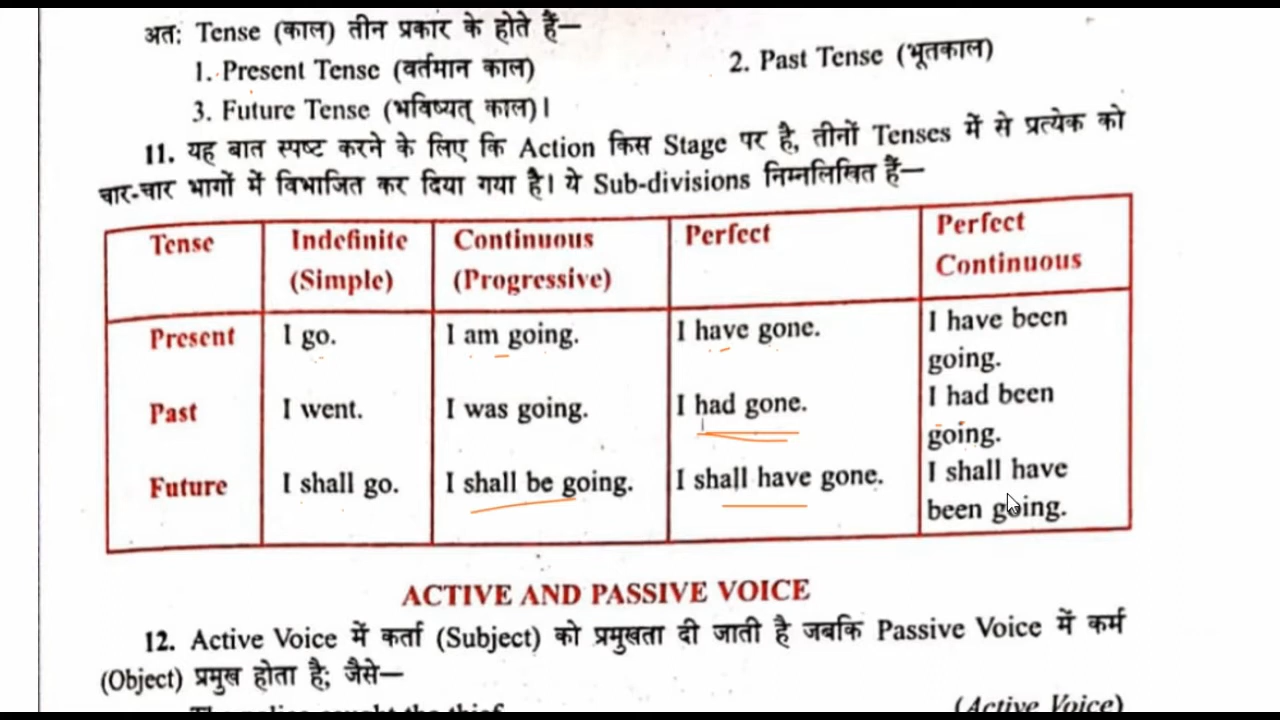 अतः Tense (काल) तीन प्रकार के होते हैं—
1. Present Tense (वर्तमान काल) 2. Past Tense (भूतकाल)
3. Future Tense (भविष्यत् काल)।
11. यह बात स्पष्ट करने के लिए कि Action किस Stage पर है, तीनों Tenses में से प्रत्येक को
चार-चार भागों में विभाजित कर दिया गया है। ये Sub-divisions निम्नलिखित हैं—
Tense Indefinite (Simple) Continuous (Progressive) Perfect Perfect Continuous
Present I go. I am going. I have gone. I have been going.
Past I went. I was going. I had gone. I had been going.
Future I shall go. I shall be going. I shall have gone. I shall have been going.
ACTIVE AND PASSIVE VOICE
12. Active Voice में कर्ता (Subject) को प्रमुखता दी जाती है जबकि Passive Voice में कर्म
(Object) प्रमुख होता है; जैसे—
(Active Voice)